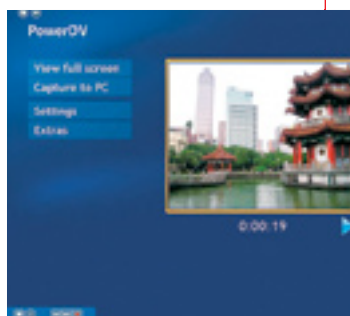 PowerDV
View full screen
Capture to PC
Settings
Extras
0:00:19